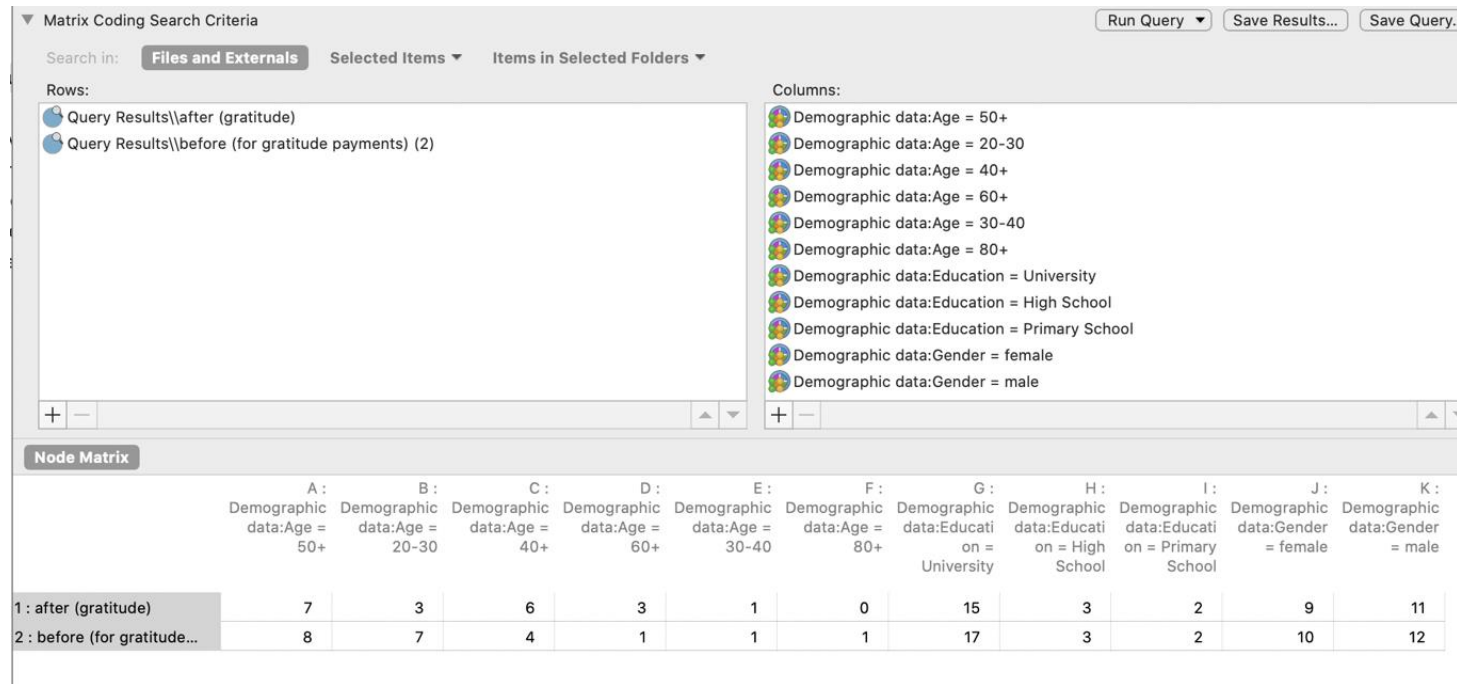 ▼ Matrix Coding Search Criteria Run Query ▼ Save Results... Save Query.
Search in: Files and Externals Selected Items ▼ Items in Selected Folders ▼
Rows:
Query Results\\after (gratitude)
Query Results\\before (for gratitude payments) (2)
Columns:
Demographic data:Age = 50+
Demographic data:Age = 20-30
Demographic data:Age = 40+
Demographic data:Age = 60+
Demographic data:Age = 30-40
Demographic data:Age = 80+
Demographic data:Education = University
Demographic data:Education = High School
Demographic data:Education = Primary School
Demographic data:Gender = female
Demographic data:Gender = male
Node Matrix
A : B : C : D : E : F : G : H : I : J : K :
Demographic Demographic Demographic Demographic Demographic Demographic Demographic Demographic Demographic Demographic Demographic
data:Age = data:Age = data:Age = data:Age = data:Age = data:Age = data:Educati data:Educati data:Educati data:Gender data:Gender
50+ 20-30 40+ 60+ 30-40 80+ on = on = High on = Primary = female = male
University School School
1 : after (gratitude) 7 3 6 3 1 0 15 3 2 9 11
2 : before (for gratitude... 8 7 4 1 1 1 17 3 2 10 12